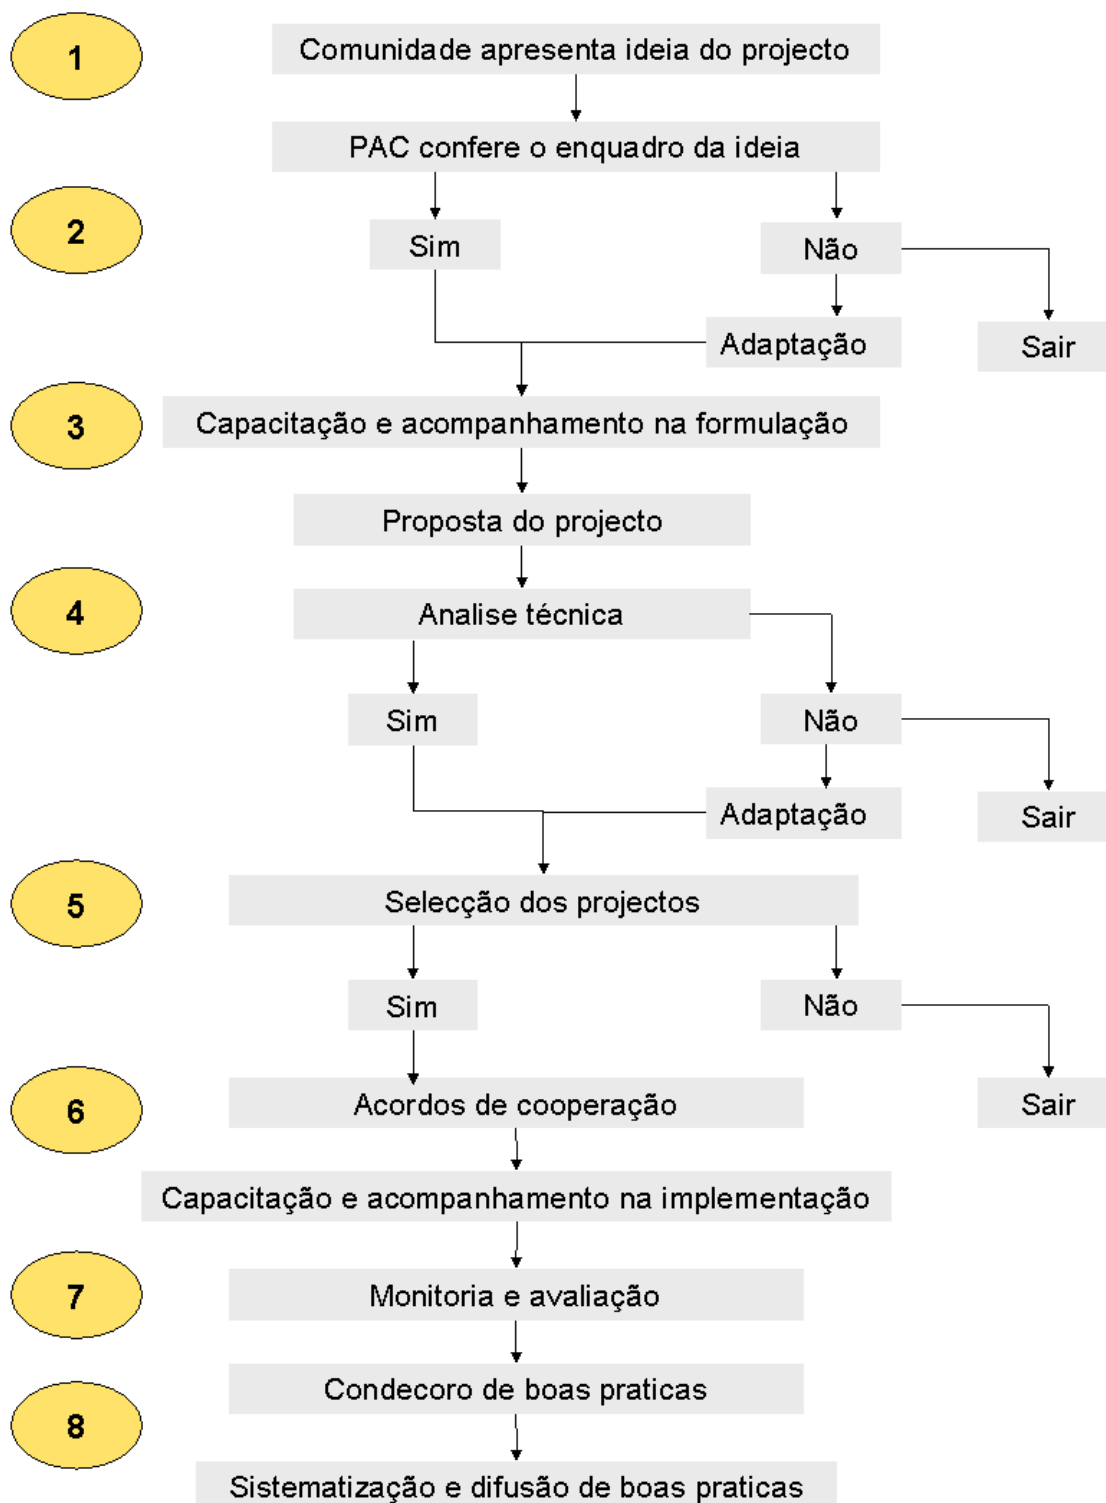 1
Comunidade apresenta ideia do projecto
PAC confere o enquadro da ideia
2
Sim
Não
Adaptação
Sair
3
Capacitação e acompanhamento na formulação
Proposta do projecto
4
Analise técnica
Sim
Não
Adaptação
Sair
5
Selecção dos projectos
Sim
Não
6
Acordos de cooperação
Sair
Capacitação e acompanhamento na implementação
7
Monitoria e avaliação
Condecoro de boas praticas
8
Sistematização e difusão de boas praticas